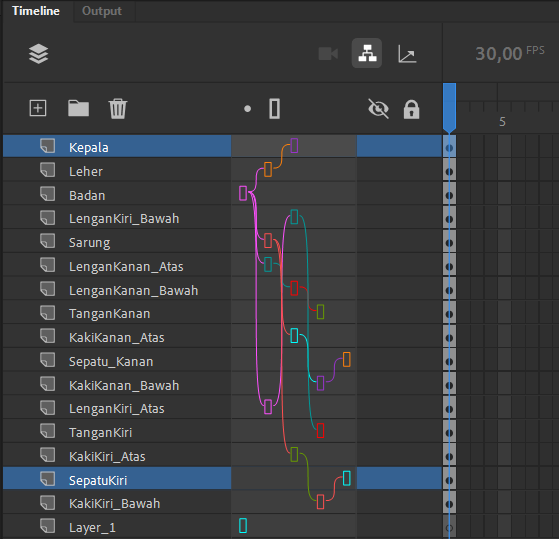 Timeline Output
30,00 FPS
5
Kepala
Leher
Badan
LenganKiri_Bawah
Sarung
LenganKanan_Atas
LenganKanan_Bawah
TanganKanan
KakiKanan_Atas
Sepatu_Kanan
KakiKanan_Bawah
LenganKiri_Atas
TanganKiri
KakiKiri_Atas
SepatuKiri
KakiKiri_Bawah
Layer_1